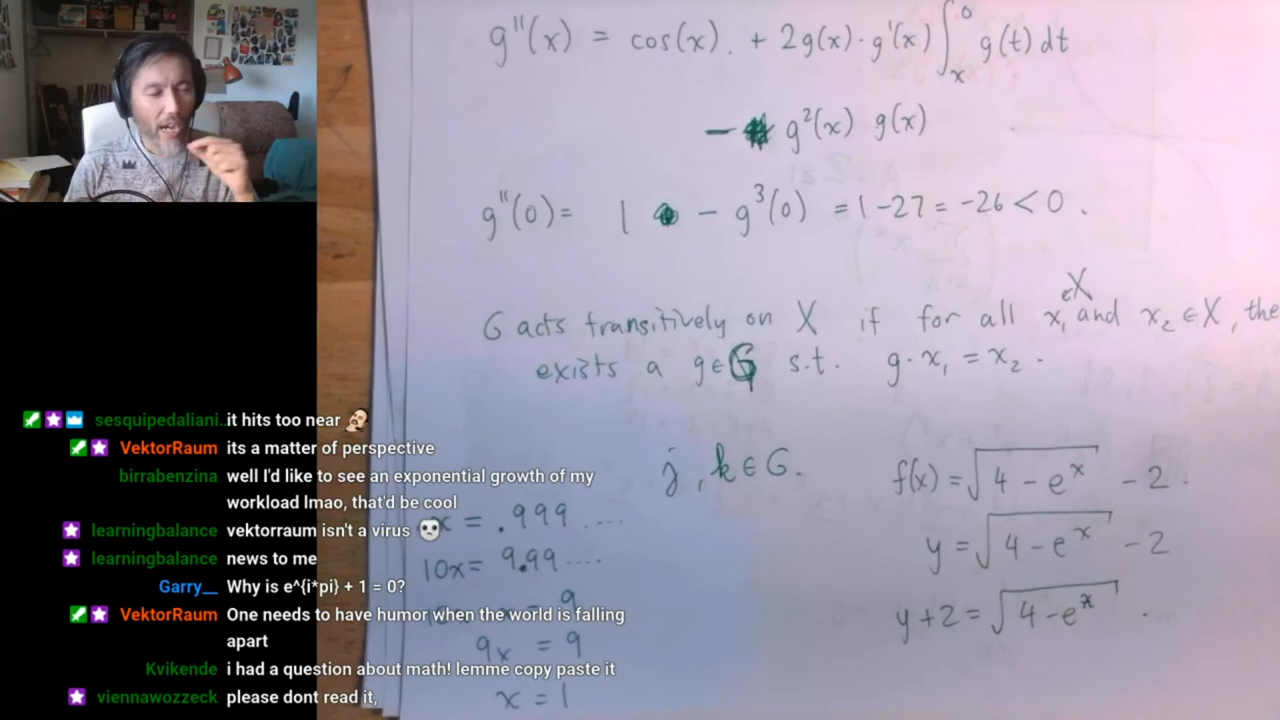 g''(x) = cos(x). + 2g(x)·g'(x) ∫_x^0 g(t) dt
- g²(x) g(x)
g''(0) = 1 - g³(0) = 1 - 27 = -26 < 0.
G acts transitively on X if for all x₁ ∈X and x₂ ∈ X, the
exists a g∈G s.t. g·x₁ = x₂.
j, k ∈ G.
f(x) = √(4 - e^x) - 2.
y = √(4 - e^x) - 2
y + 2 = √(4 - e^x) ...
x = .999....
10x = 9.99....
9
9x = 9
x = 1
sesquipedaliani..it hits too near
VektorRaum its a matter of perspective
birrabenzina well I'd like to see an exponential growth of my
workload lmao, that'd be cool
learningbalance vektorraum isn't a virus
learningbalance news to me
Garry__ Why is e^{i*pi} + 1 = 0?
VektorRaum One needs to have humor when the world is falling
apart
Kvikende i had a question about math! lemme copy paste it
viennawozzeck please dont read it,